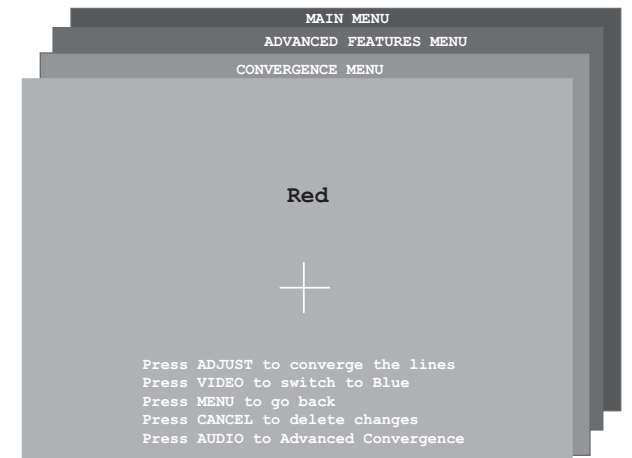 MAIN MENU
ADVANCED FEATURES MENU
CONVERGENCE MENU
Red
Press ADJUST to converge the lines
Press VIDEO to switch to Blue
Press MENU to go back
Press CANCEL to delete changes
Press AUDIO to Advanced Convergence